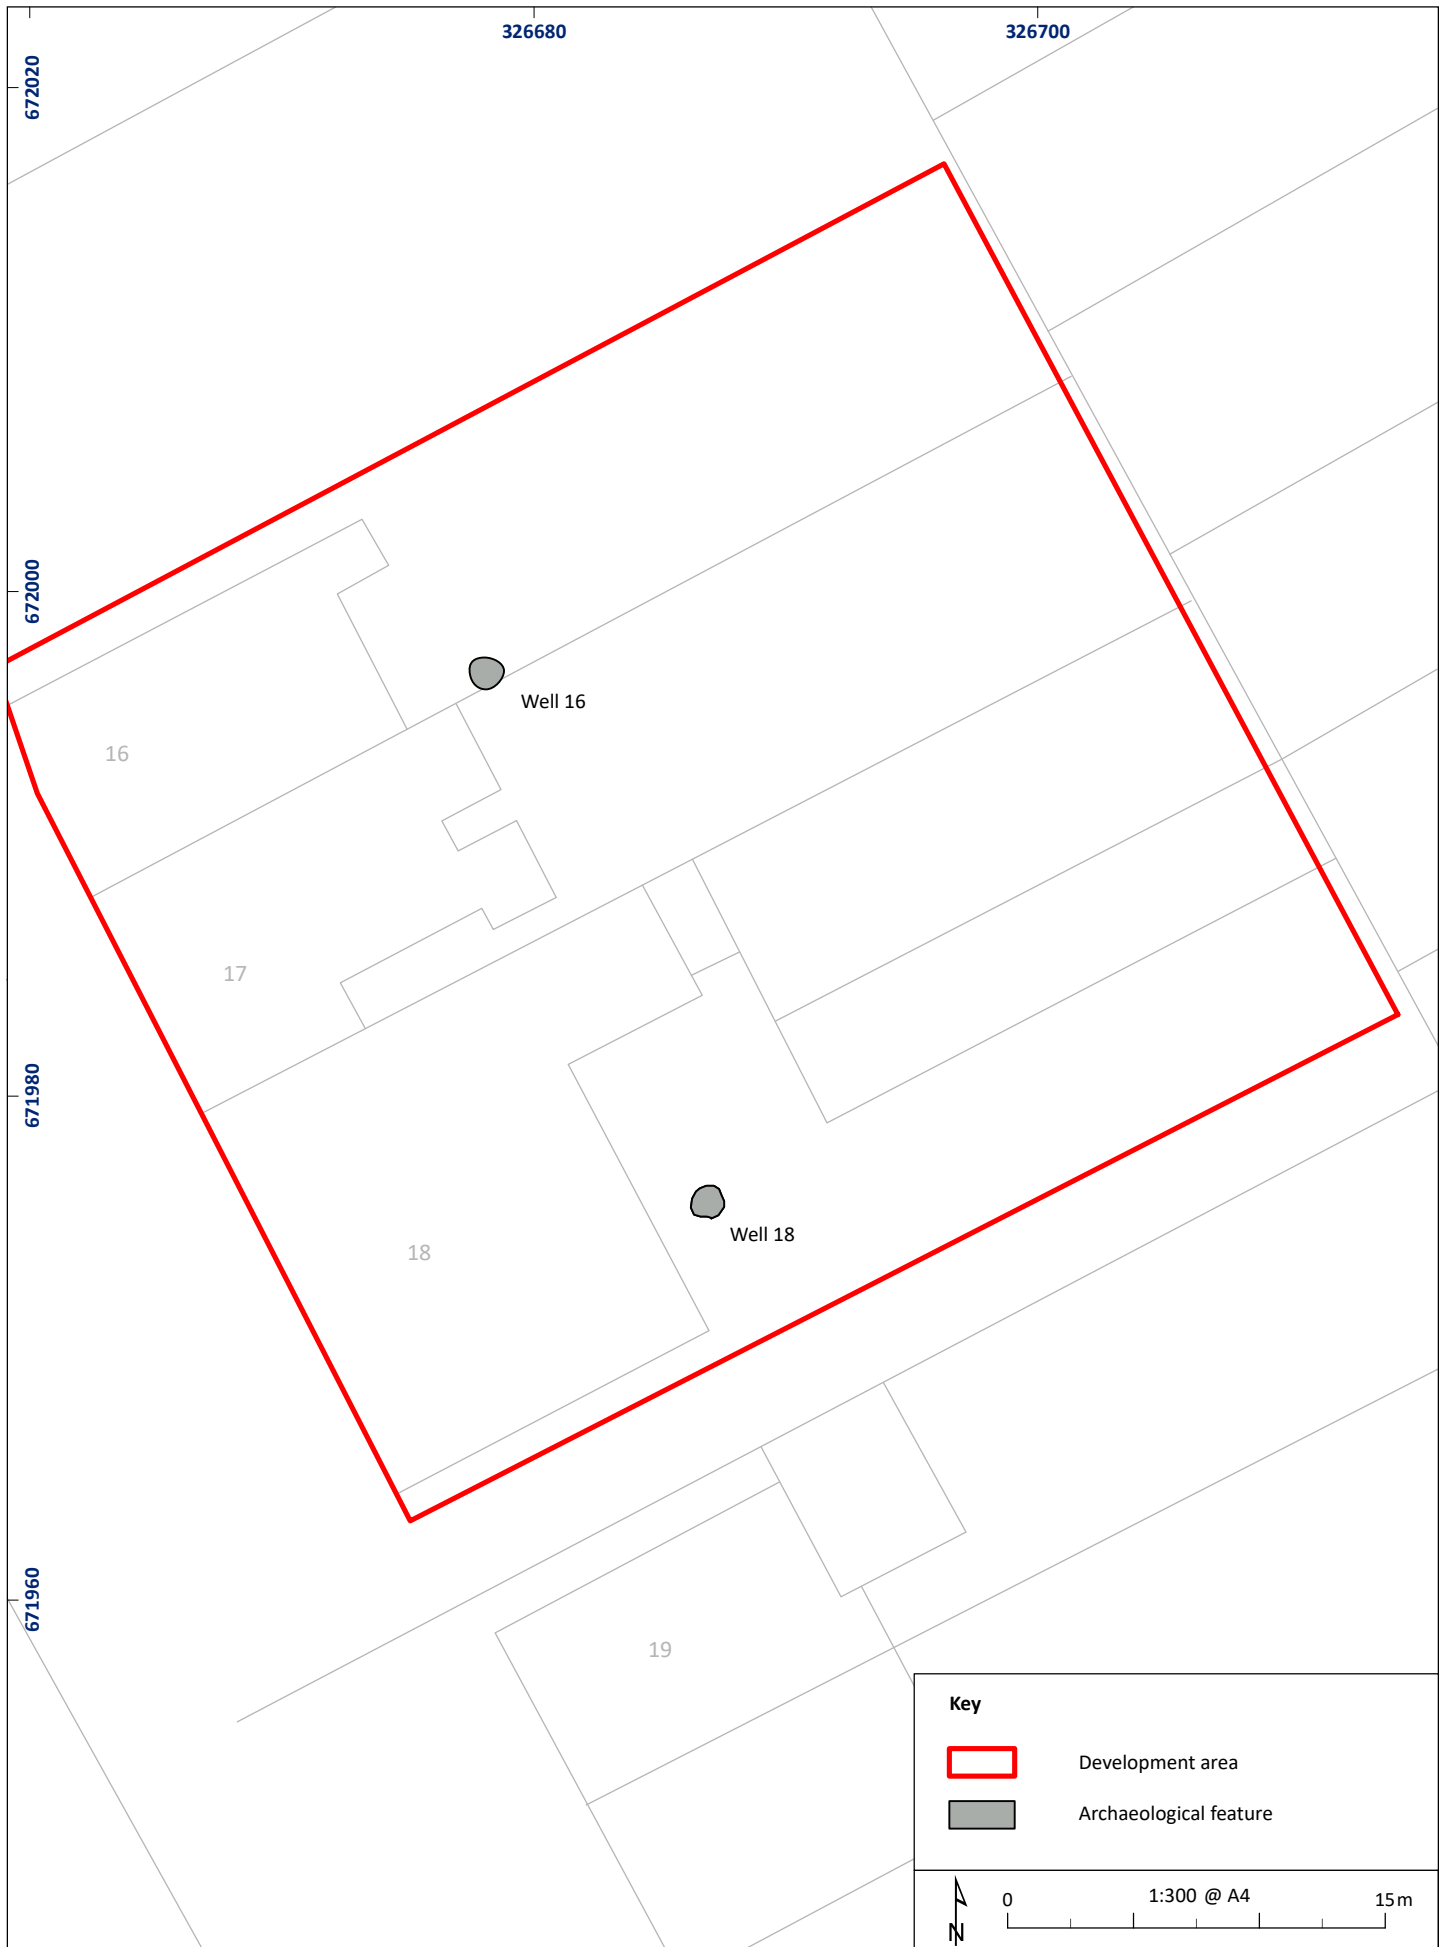 326680
326700
672020
672000
Well 16
16
17
671980
Well 18
18
671960
19
Key
Development area
Archaeological feature
0
1:300 @ A4
15 m
N